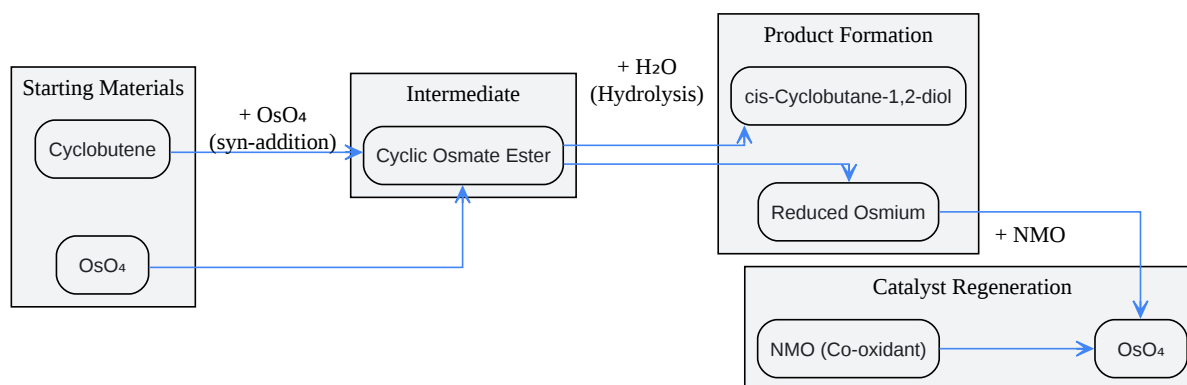 Starting Materials
Cyclobutene
OsO₄
+ OsO₄
(syn-addition)
Intermediate
Cyclic Osmate Ester
+ H₂O
(Hydrolysis)
Product Formation
cis-Cyclobutane-1,2-diol
Reduced Osmium
+ NMO
Catalyst Regeneration
NMO (Co-oxidant)
OsO₄